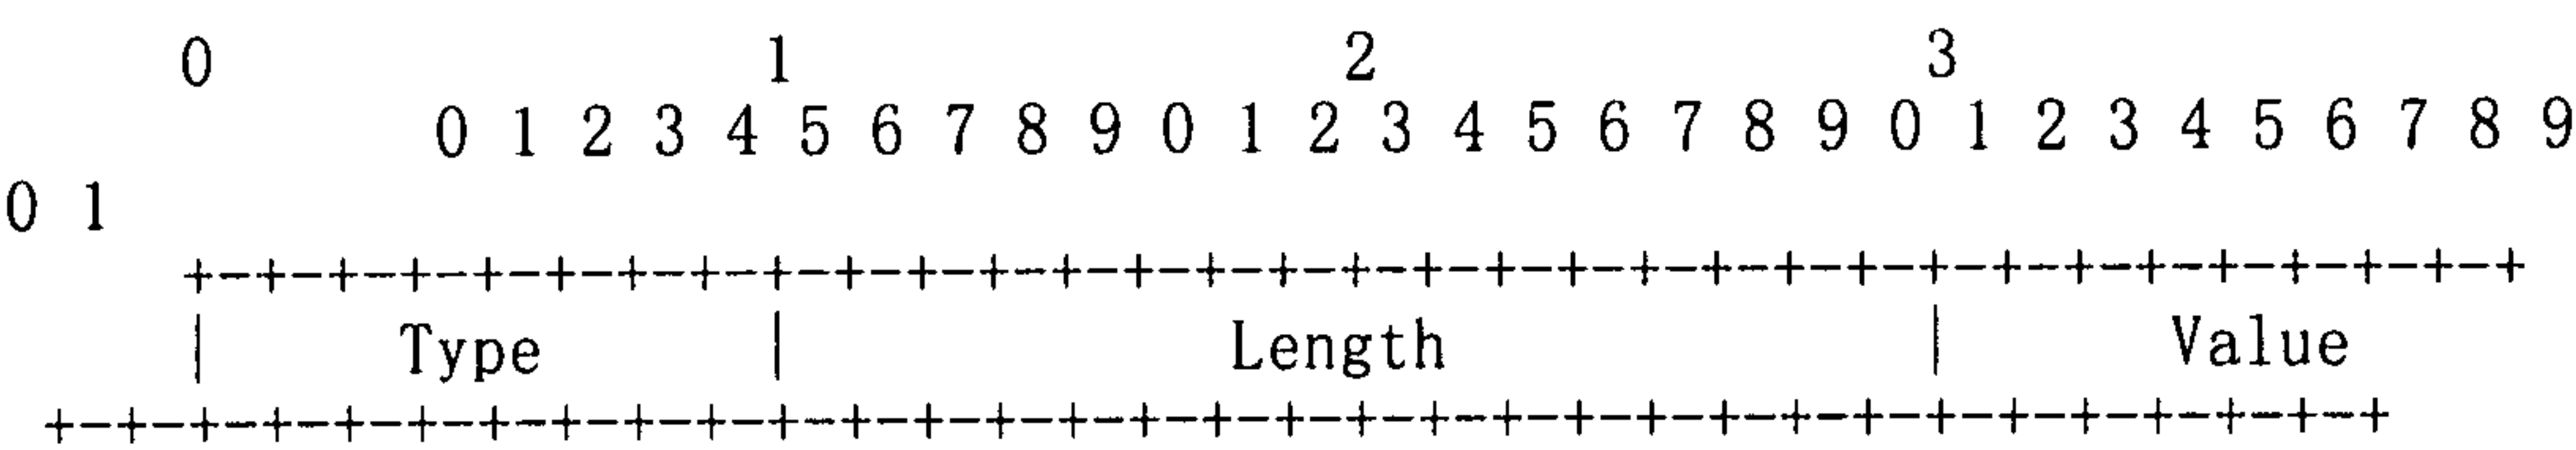 0 1 2 3
0 1 2 3 4 5 6 7 8 9 0 1 2 3 4 5 6 7 8 9 0 1 2 3 4 5 6 7 8 9
0 1
+-+-+-+-+-+-+-+-+-+-+-+-+-+-+-+-+-+-+-+-+-+-+-+-+-+-+-+-+-+-+-+-+
| Type | Length | Value
+-+-+-+-+-+-+-+-+-+-+-+-+-+-+-+-+-+-+-+-+-+-+-+-+-+-+-+-+-+-+-+-+